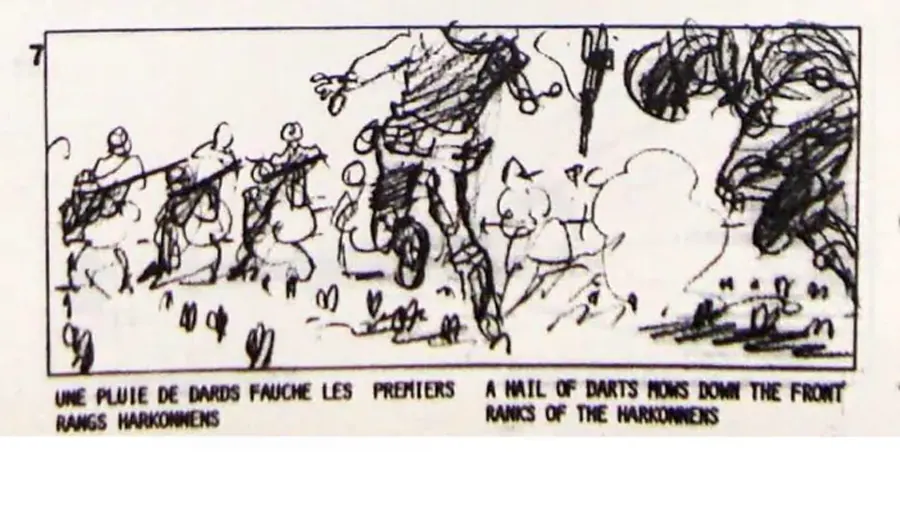 7
UNE PLUIE DE DARDS FAUCHE LES PREMIERS
RANGS HARKONNENS
A HAIL OF DARTS MOWS DOWN THE FRONT
RANKS OF THE HARKONNENS